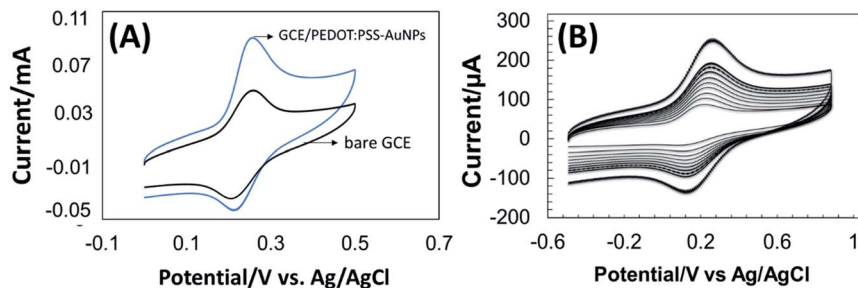 (A)
GCE/PEDOT:PSS-AuNPs
bare GCE
Current/mA
0.11
0.07
0.03
-0.01
-0.05
-
-0.1
0.1
0.3
0.5
0.7
Potential/V vs. Ag/AgCl
(B)
Current/µA
300
200
100
0
-100
-200
-0.6
-0.2
0.2
0.6
1
Potential/V vs Ag/AgCl